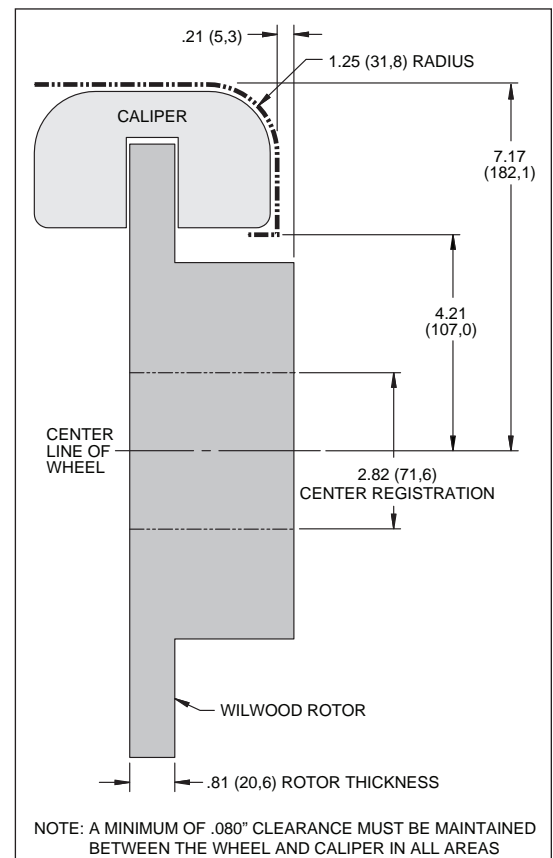 .21 (5,3)
1.25 (31,8) RADIUS
CALIPER
7.17
(182,1)
4.21
(107,0)
CENTER
LINE OF
WHEEL
2.82 (71,6)
CENTER REGISTRATION
WILWOOD ROTOR
.81 (20,6) ROTOR THICKNESS
NOTE: A MINIMUM OF .080" CLEARANCE MUST BE MAINTAINED
BETWEEN THE WHEEL AND CALIPER IN ALL AREAS